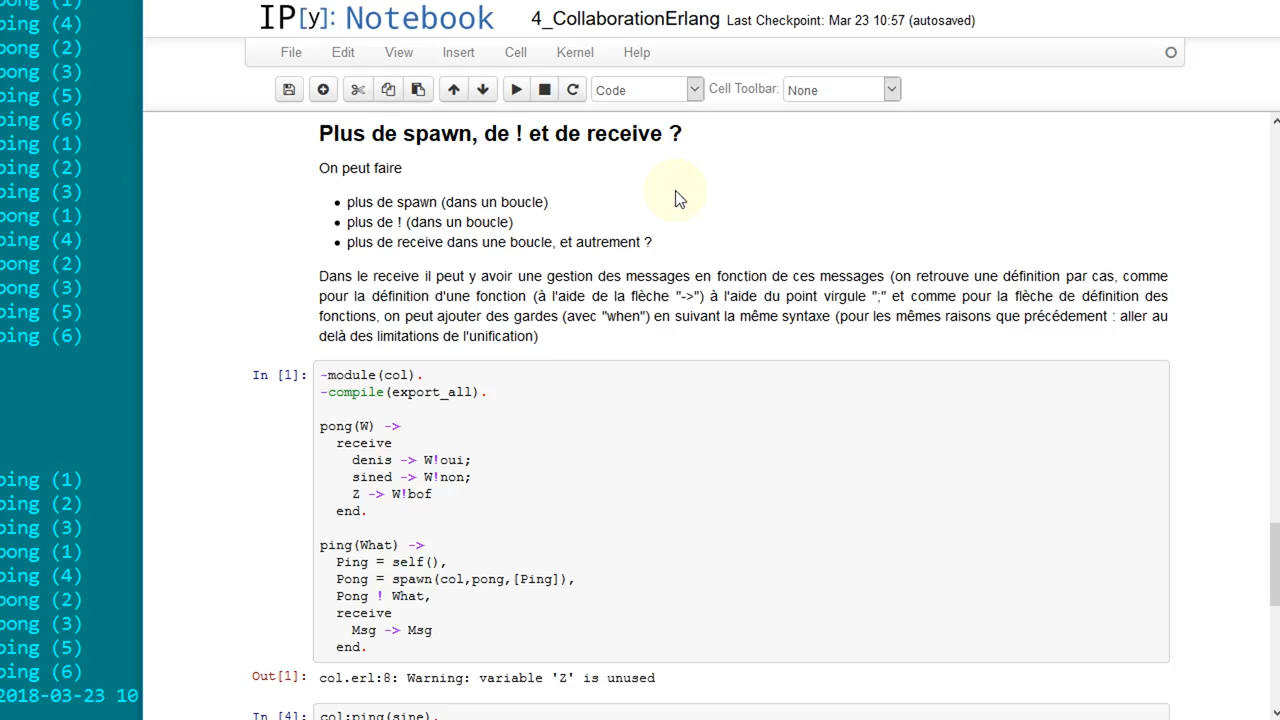 ping (1)
ping (4)
pong (2)
pong (3)
ping (5)
ping (6)
ping (1)
ping (2)
ping (3)
pong (1)
ping (4)
pong (2)
pong (3)
ping (5)
ping (6)
ping (1)
ping (2)
ping (3)
pong (1)
ping (4)
pong (2)
pong (3)
ping (5)
ping (6)
2018-03-23 10
IP[y]: Notebook 4_CollaborationErlang Last Checkpoint: Mar 23 10:57 (autosaved)
File Edit View Insert Cell Kernel Help
Code Cell Toolbar: None
Plus de spawn, de ! et de receive ?
On peut faire
• plus de spawn (dans un boucle)
• plus de ! (dans un boucle)
• plus de receive dans une boucle, et autrement ?
Dans le receive il peut y avoir une gestion des messages en fonction de ces messages (on retrouve une définition par cas, comme
pour la définition d'une fonction (à l'aide de la flèche "->") à l'aide du point virgule ";" et comme pour la flèche de définition des
fonctions, on peut ajouter des gardes (avec "when") en suivant la même syntaxe (pour les mêmes raisons que précédement : aller au
delà des limitations de l'unification)
In [1]: -module(col).
-compile(export_all).
pong(W) ->
receive
denis -> W!oui;
sined -> W!non;
Z -> W!bof
end.
ping(What) ->
Ping = self(),
Pong = spawn(col,pong,[Ping]),
Pong ! What,
receive
Msg -> Msg
end.
Out[1]: col.erl:8: Warning: variable 'Z' is unused
In [4]: col:ping(sine).